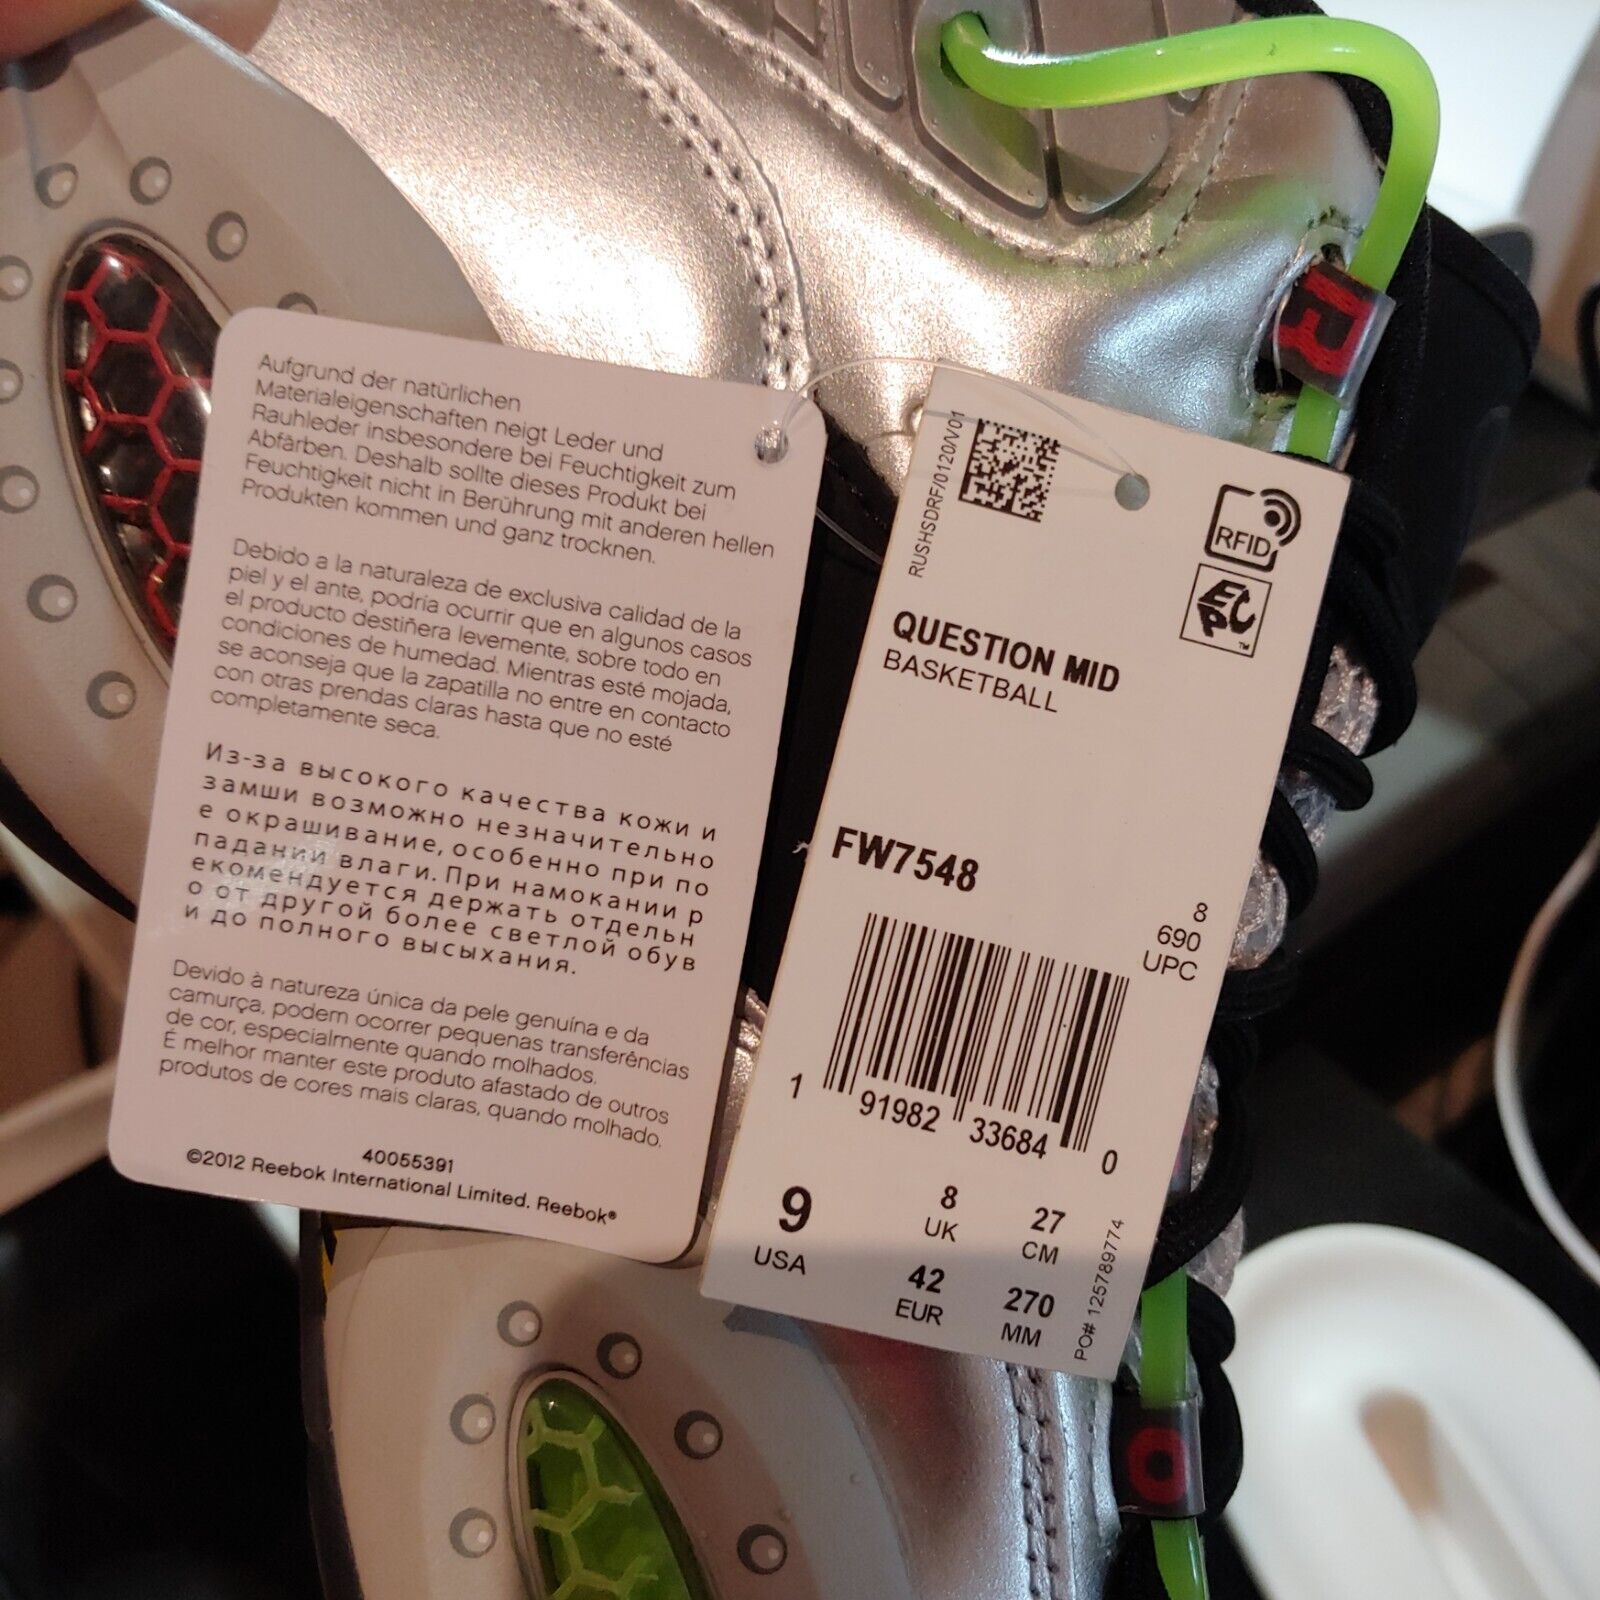 Aufgrund der natürlichen
Materialeigenschaften neigt Leder und
Rauhleder insbesondere bei Feuchtigkeit zum
Abfärben. Deshalb sollte dieses Produkt bei
Feuchtigkeit nicht in Berührung mit anderen hellen
Produkten kommen und ganz trocknen.
Debido a la naturaleza de exclusiva calidad de la
piel y el ante, podría ocurrir que en algunos casos
el producto destiñera levemente, sobre todo en
condiciones de humedad. Mientras esté mojada,
se aconseja que la zapatilla no entre en contacto
con otras prendas claras hasta que no esté
completamente seca.
Из-за высокого качества кожи и
замши возможно незначительно
е окрашивание, особенно при по
падании влаги. При намокании р
екомендуется держать отдельн
о от другой более светлой обув
и до полного высыхания.
Devido à natureza única da pele genuína e da
camurça, podem ocorrer pequenas transferências
de cor, especialmente quando molhados.
É melhor manter este produto afastado de outros
produtos de cores mais claras, quando molhado.
40055391
©2012 Reebok International Limited. Reebok®
RUSHSDRF/0120/V01
RFID
EPC™
QUESTION MID
BASKETBALL
FW7548
8
690
UPC
1 91982 33684 0
9 USA
8 UK
27 CM
42 EUR
270 MM
PO# 125789774
R
O